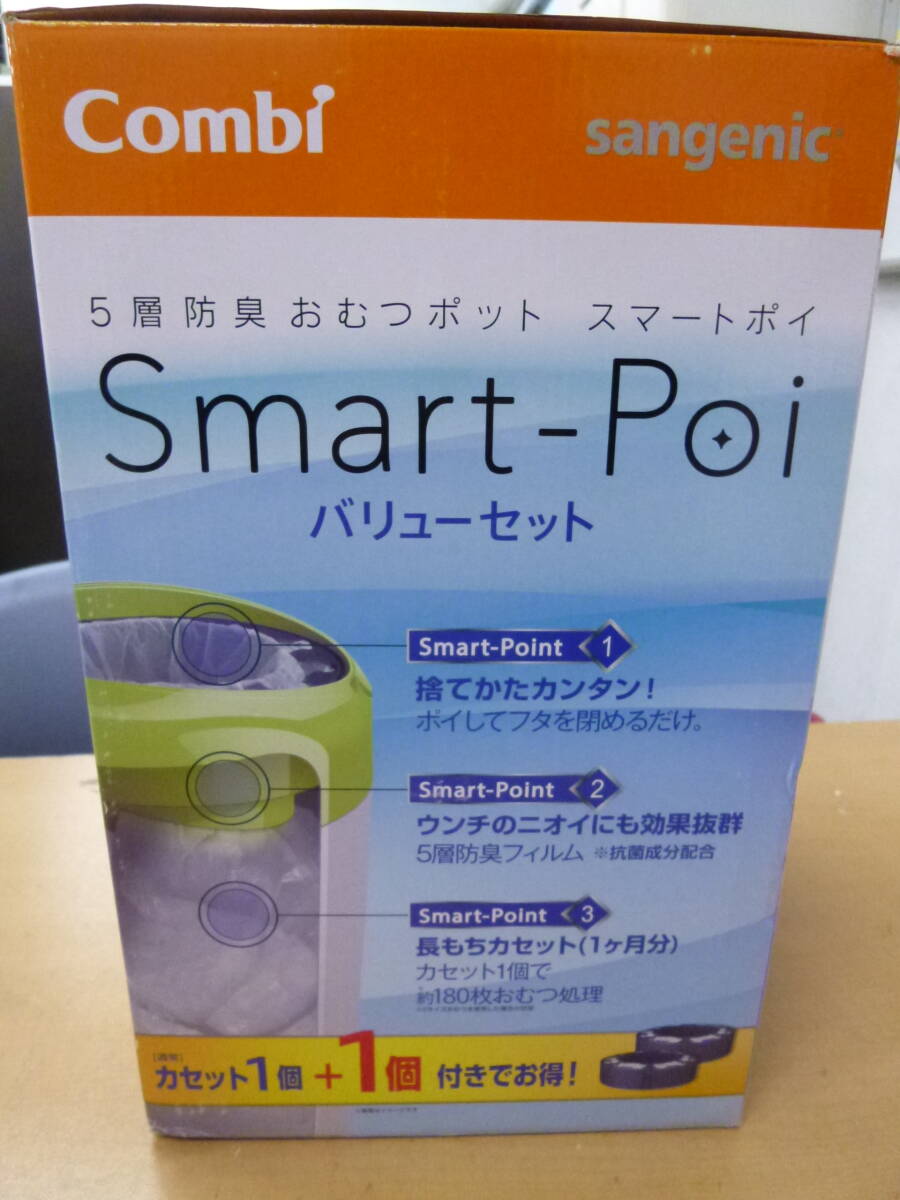 Combi
sangenic
5層防臭 おむつポット スマートポイ
Smart-Poi
バリューセット
Smart-Point 1
捨てかたカンタン!
ポイしてフタを閉めるだけ。
Smart-Point 2
ウンチのニオイにも効果抜群
5層防臭フィルム ※抗菌成分配合
Smart-Point 3
長もちカセット(1ヶ月分)
カセット1個で
約180枚おむつ処理
[通常]
カセット1個 + 1個 付きでお得!